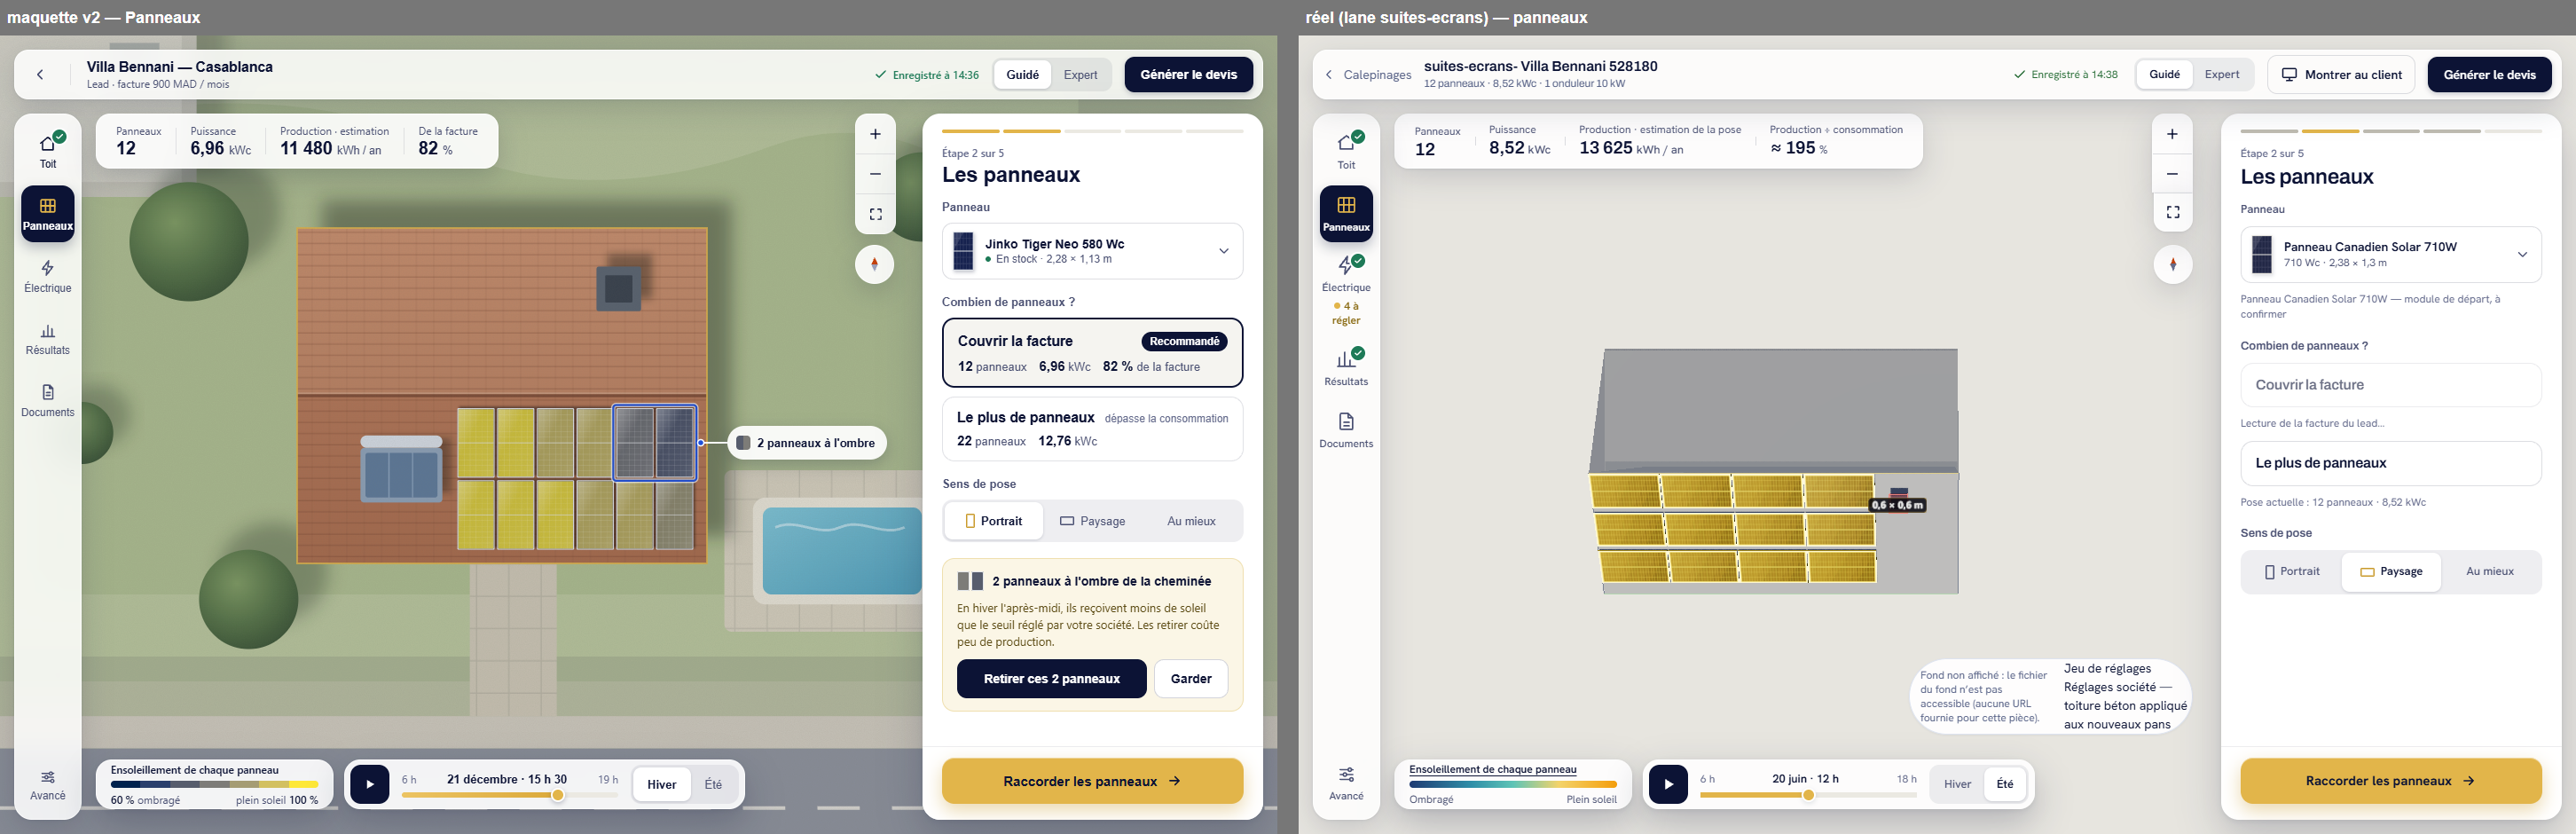 maquette v2 — Panneaux
Villa Bennani — Casablanca
Lead · facture 900 MAD / mois
Enregistré à 14:36
Guidé
Expert
Générer le devis
Toit
Panneaux
Électrique
Résultats
Documents
Avancé
Panneaux
12
Puissance
6,96 kWc
Production · estimation
11 480 kWh / an
De la facture
82 %
2 panneaux à l'ombre
Étape 2 sur 5
Les panneaux
Panneau
Jinko Tiger Neo 580 Wc
En stock · 2,28 × 1,13 m
Combien de panneaux ?
Couvrir la facture
Recommandé
12 panneaux 6,96 kWc 82 % de la facture
Le plus de panneaux
dépasse la consommation
22 panneaux 12,76 kWc
Sens de pose
Portrait
Paysage
Au mieux
2 panneaux à l'ombre de la cheminée
En hiver l'après-midi, ils reçoivent moins de soleil
que le seuil réglé par votre société. Les retirer coûte
peu de production.
Retirer ces 2 panneaux
Garder
Raccorder les panneaux
Ensoleillement de chaque panneau
60 % ombragé
plein soleil 100 %
6 h
21 décembre · 15 h 30
19 h
Hiver
Été
réel (lane suites-ecrans) — panneaux
Calepinages
suites-ecrans- Villa Bennani 528180
12 panneaux · 8,52 kWc · 1 onduleur 10 kW
Enregistré à 14:38
Guidé
Expert
Montrer au client
Générer le devis
Toit
Panneaux
Électrique
4 à
régler
Résultats
Documents
Avancé
Panneaux
12
Puissance
8,52 kWc
Production · estimation de la pose
13 625 kWh / an
Production ÷ consommation
≈ 195 %
0,6 × 0,6 m
Fond non affiché : le fichier
du fond n'est pas
accessible (aucune URL
fournie pour cette pièce).
Jeu de réglages
Réglages société —
toiture béton appliqué
aux nouveaux pans
Étape 2 sur 5
Les panneaux
Panneau
Panneau Canadien Solar 710W
710 Wc · 2,38 × 1,3 m
Panneau Canadien Solar 710W — module de départ, à
confirmer
Combien de panneaux ?
Couvrir la facture
Lecture de la facture du lead…
Le plus de panneaux
Pose actuelle : 12 panneaux · 8,52 kWc
Sens de pose
Portrait
Paysage
Au mieux
Raccorder les panneaux
Ensoleillement de chaque panneau
Ombragé
Plein soleil
6 h
20 juin · 12 h
18 h
Hiver
Été